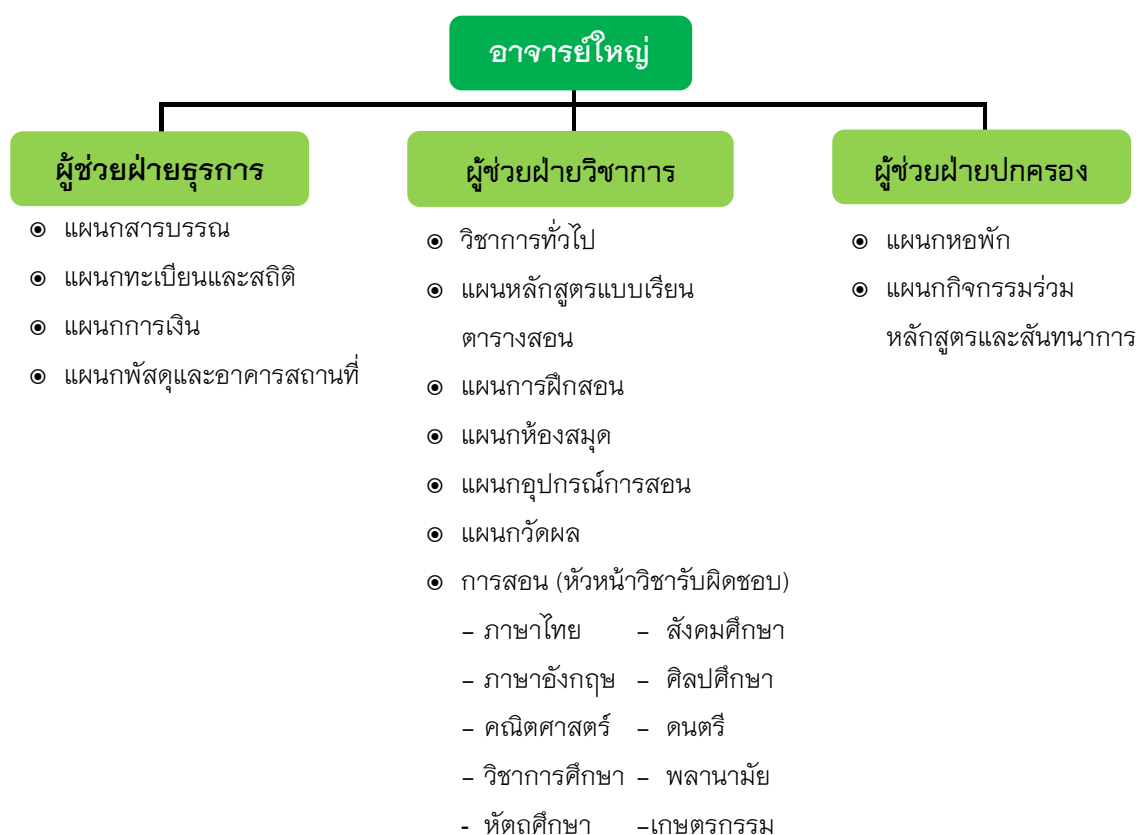 อาจารย์ใหญ่
ผู้ช่วยฝ่ายธุรการ
◉ แผนกสารบรรณ
◉ แผนกทะเบียนและสถิติ
◉ แผนกการเงิน
◉ แผนกพัสดุและอาคารสถานที่
ผู้ช่วยฝ่ายวิชาการ
◉ วิชาการทั่วไป
◉ แผนหลักสูตรแบบเรียน
ตารางสอน
◉ แผนการฝึกสอน
◉ แผนกห้องสมุด
◉ แผนกอุปกรณ์การสอน
◉ แผนกวัดผล
◉ การสอน (หัวหน้าวิชารับผิดชอบ)
– ภาษาไทย – สังคมศึกษา
– ภาษาอังกฤษ – ศิลปศึกษา
– คณิตศาสตร์ – ดนตรี
– วิชาการศึกษา – พลานามัย
- หัตถศึกษา –เกษตรกรรม
ผู้ช่วยฝ่ายปกครอง
◉ แผนกหอพัก
◉ แผนกกิจกรรมร่วม
หลักสูตรและสันทนาการ